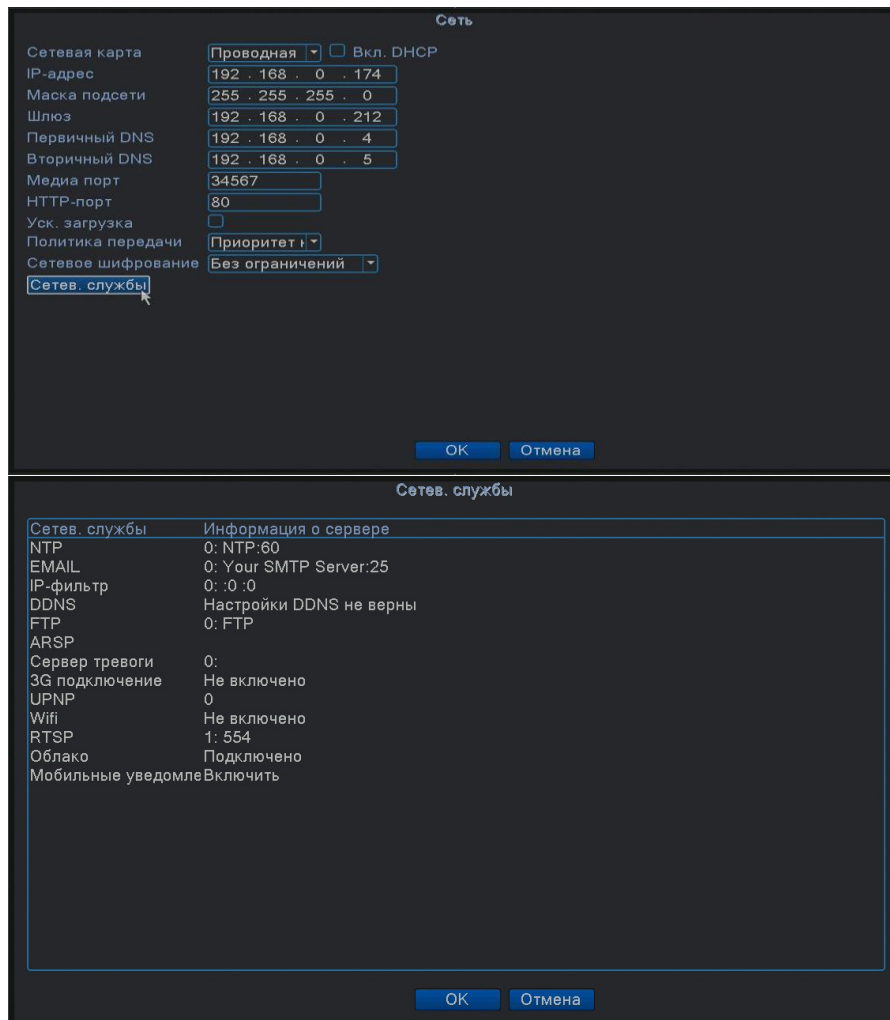 Сеть
Сетевая карта Проводная Вкл. DHCP
IP-адрес 192 . 168 . 0 . 174
Маска подсети 255 . 255 . 255 . 0
Шлюз 192 . 168 . 0 . 212
Первичный DNS 192 . 168 . 0 . 4
Вторичный DNS 192 . 168 . 0 . 5
Медиа порт 34567
HTTP-порт 80
Уск. загрузка
Политика передачи Приоритет
Сетевое шифрование Без ограничений
Сетев. службы
OK Отмена
Сетев. службы
Сетев. службы Информация о сервере
NTP 0: NTP:60
EMAIL 0: Your SMTP Server:25
IP-фильтр 0: :0 :0
DDNS Настройки DDNS не верны
FTP 0: FTP
ARSP
Сервер тревоги 0:
3G подключение Не включено
UPNP 0
Wifi Не включено
RTSP 1: 554
Облако Подключено
Мобильные уведомле Включить
OK Отмена